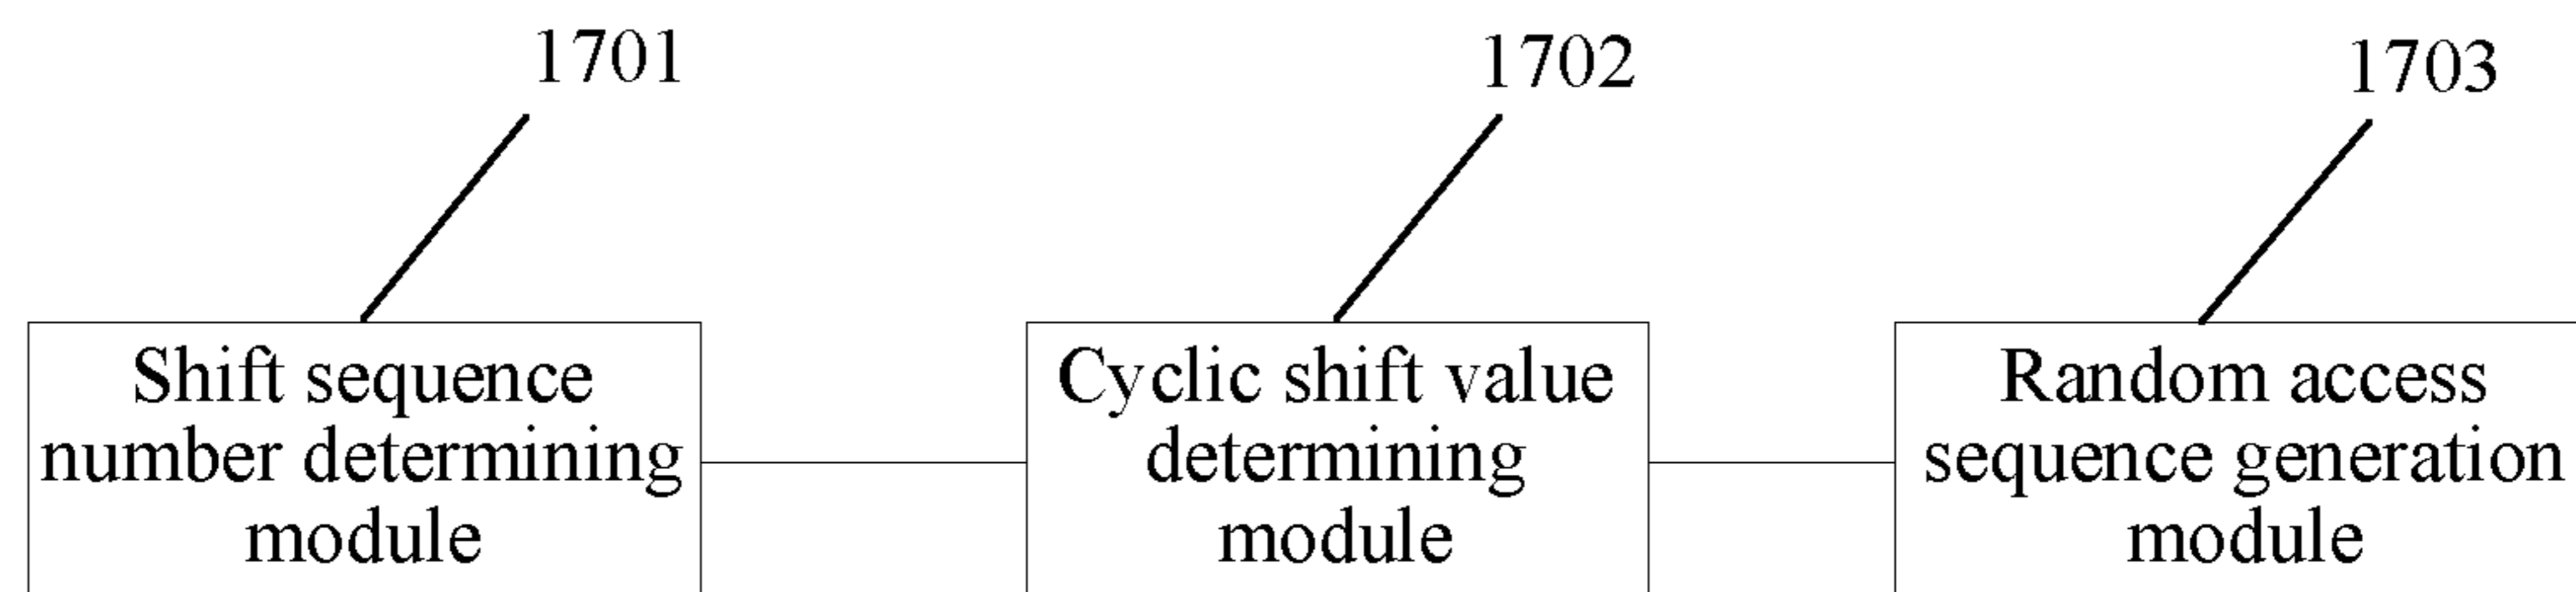 1701
1702
1703
Shift sequence
number determining
module
Cyclic shift value
determining
module
Random access
sequence generation
module